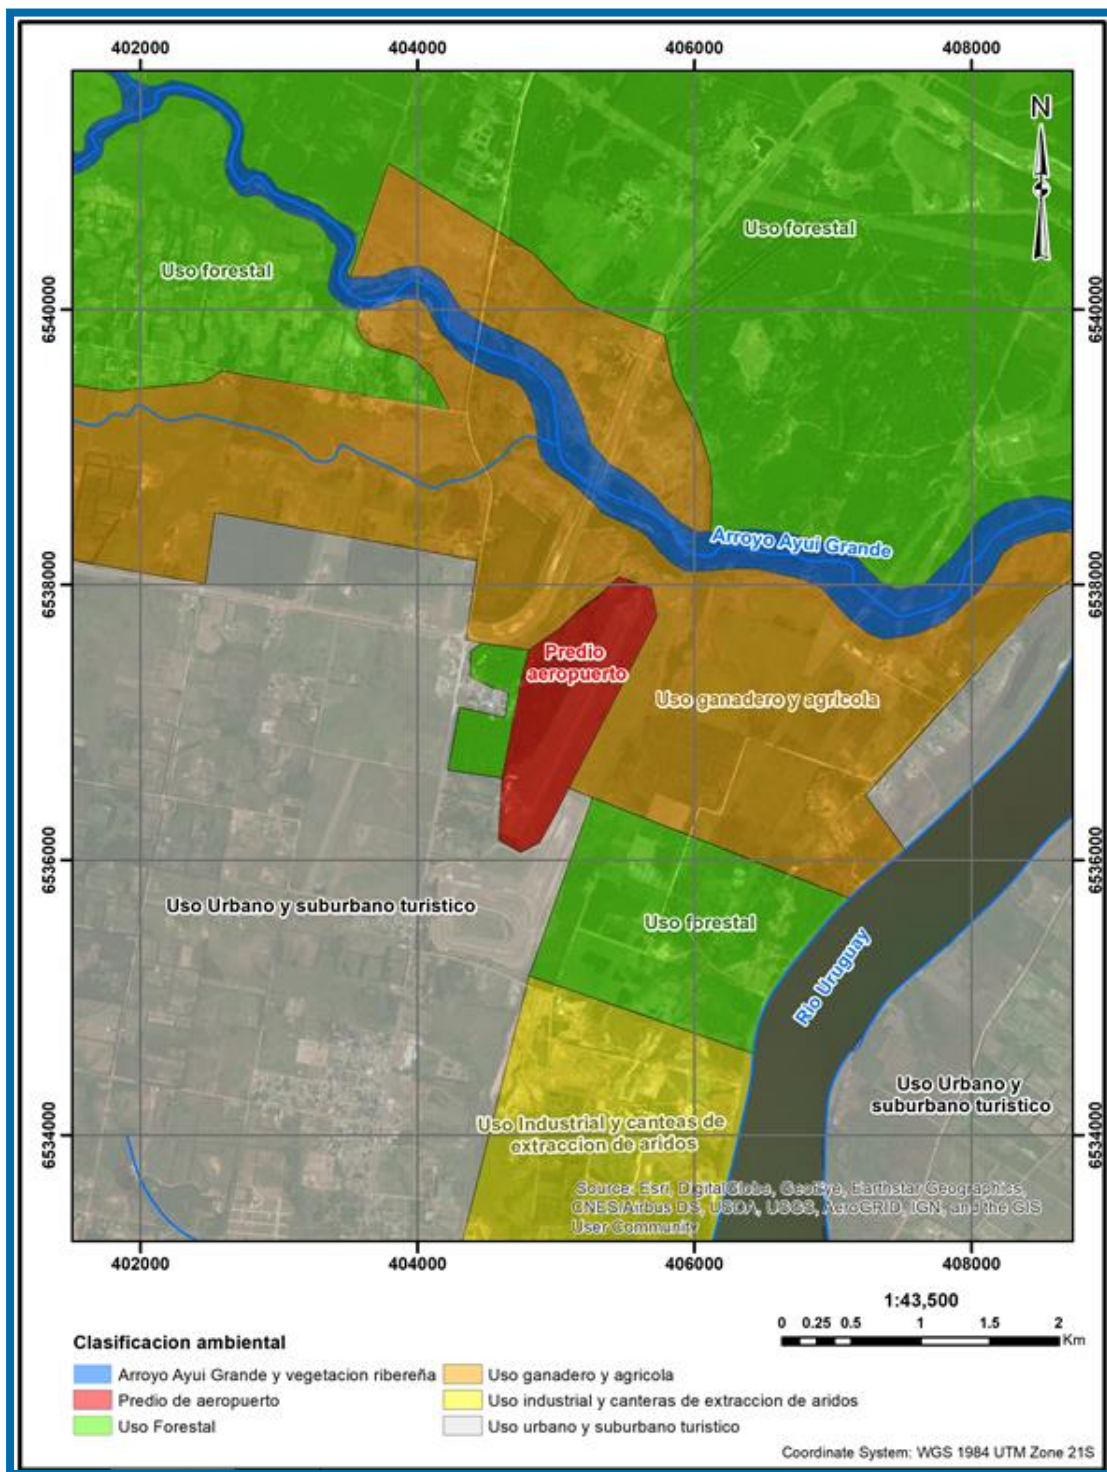 402000 404000 406000 408000
N
Uso forestal
Uso forestal
6540000 6540000
Arroyo Ayui Grande
6538000 6538000
Predio
aeropuerto
Uso ganadero y agrícola
6536000 6536000
Uso Urbano y suburbano turistico
Uso forestal
Rio Uruguay
Uso Urbano y
suburbano turistico
6534000 6534000
Uso Industrial y canteas de
extraccion de aridos
Source: Esri, DigitalGlobe, GeoEye, Earthstar Geographics,
CNES/Airbus DS, USDA, USGS, AeroGRID, IGN, and the GIS
User Community
402000 404000 406000 408000
1:43,500
0 0.25 0.5 1 1.5 2
Km
Clasificacion ambiental
Arroyo Ayui Grande y vegetacion ribereña
Predio de aeropuerto
Uso Forestal
Uso ganadero y agricola
Uso industrial y canteras de extraccion de aridos
Uso urbano y suburbano turistico
Coordinate System: WGS 1984 UTM Zone 21S